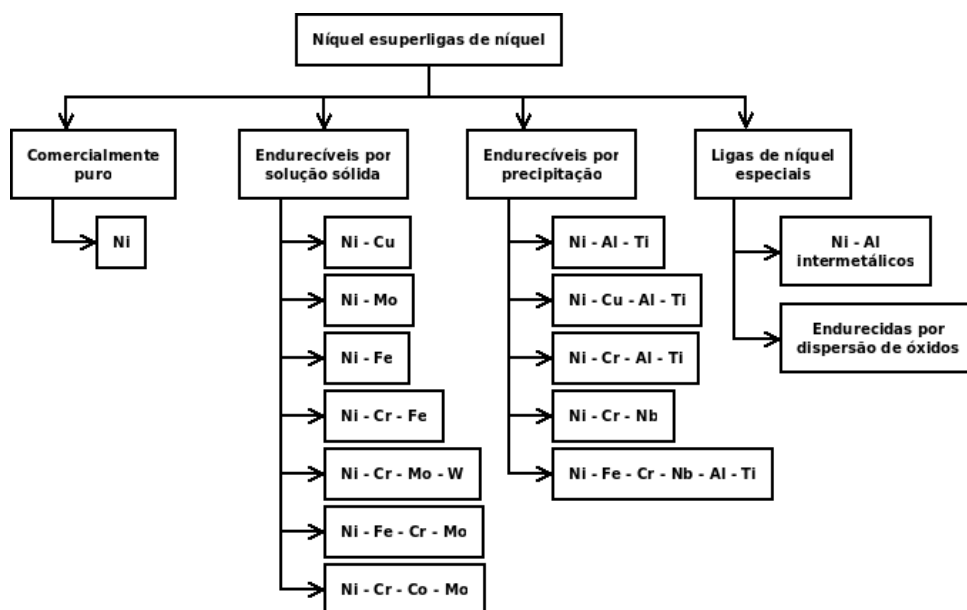 Níquel esuperligas de níquel
Comercialmente
puro
Ni
Endurecíveis por
solução sólida
Ni - Cu
Ni - Mo
Ni - Fe
Ni - Cr - Fe
Ni - Cr - Mo - W
Ni - Fe - Cr - Mo
Ni - Cr - Co - Mo
Endurecíveis por
precipitação
Ni - Al - Ti
Ni - Cu - Al - Ti
Ni - Cr - Al - Ti
Ni - Cr - Nb
Ni - Fe - Cr - Nb - Al - Ti
Ligas de níquel
especiais
Ni - Al
intermetálicos
Endurecidas por
dispersão de óxidos